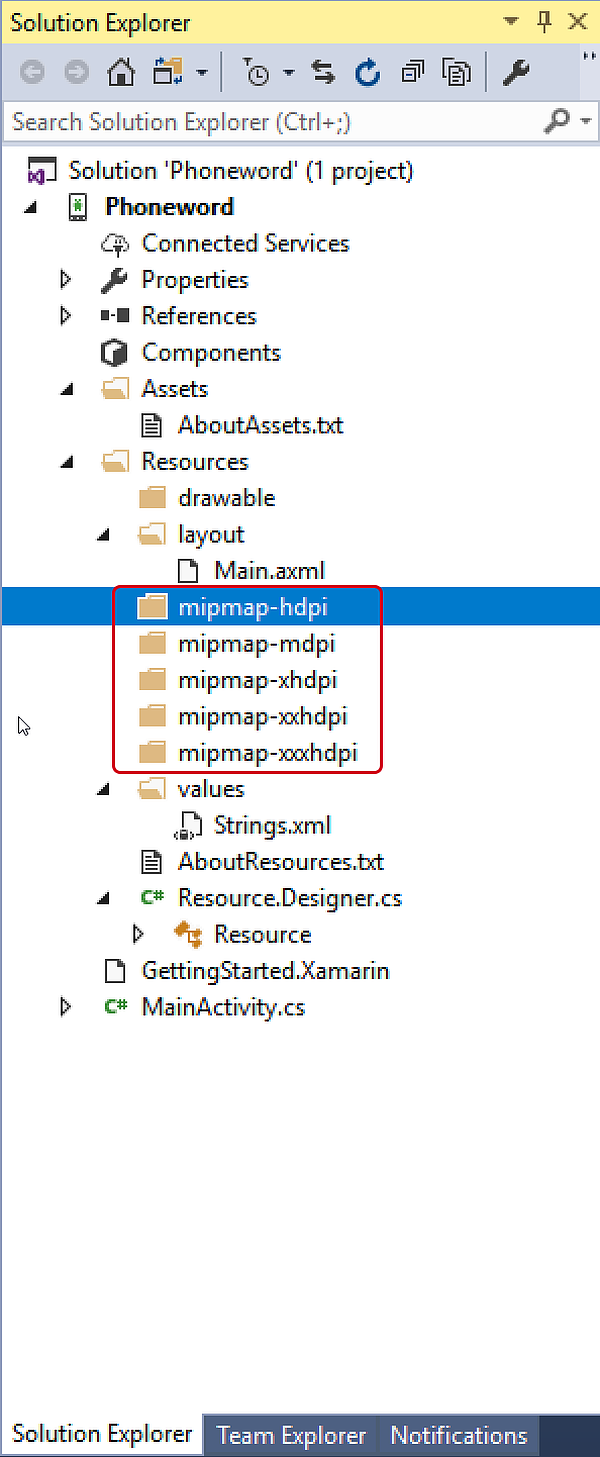 Solution Explorer
Search Solution Explorer (Ctrl+;)
Solution 'Phoneword' (1 project)
Phoneword
Connected Services
Properties
References
Components
Assets
AboutAssets.txt
Resources
drawable
layout
Main.axml
mipmap-hdpi
mipmap-mdpi
mipmap-xhdpi
mipmap-xxhdpi
mipmap-xxxhdpi
values
Strings.xml
AboutResources.txt
C# Resource.Designer.cs
Resource
GettingStarted.Xamarin
C# MainActivity.cs
Solution Explorer Team Explorer Notifications